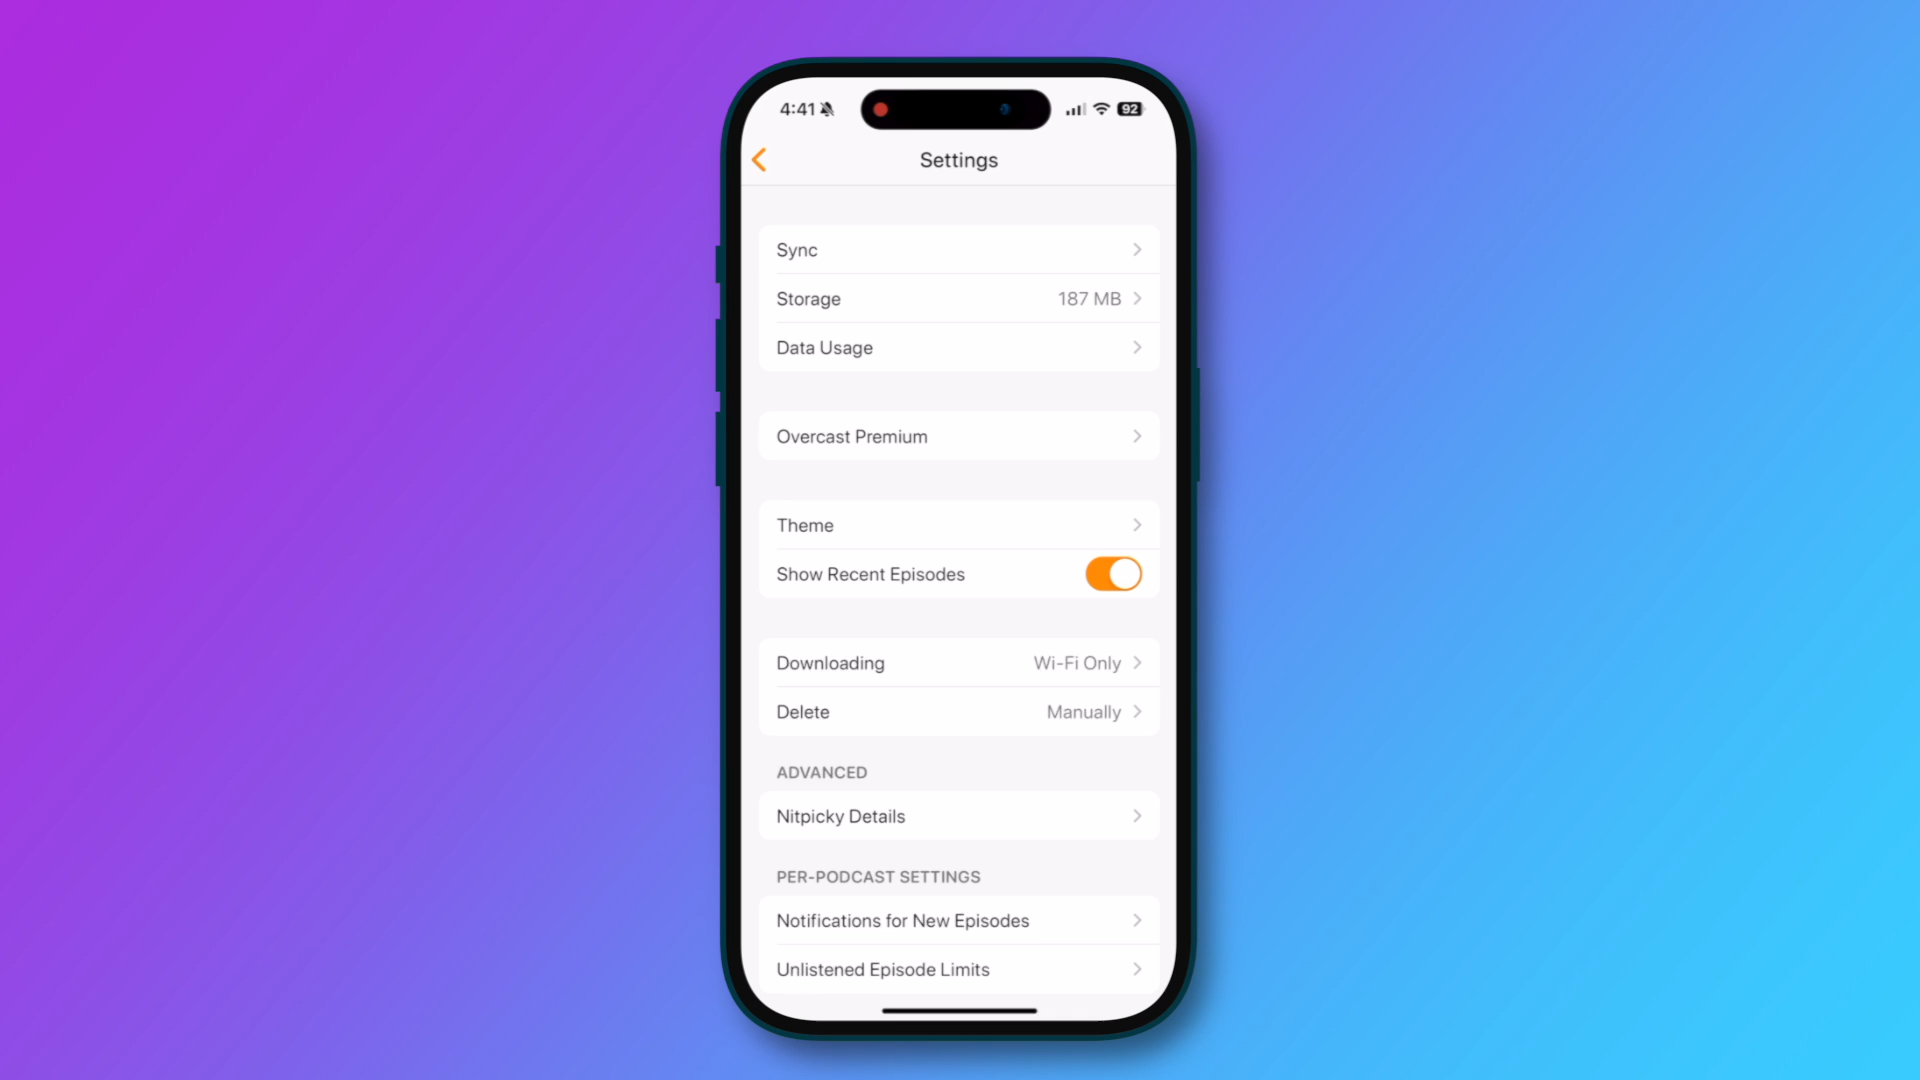 4:41
92
Settings
Sync
Storage 187 MB
Data Usage
Overcast Premium
Theme
Show Recent Episodes
Downloading Wi-Fi Only
Delete Manually
ADVANCED
Nitpicky Details
PER-PODCAST SETTINGS
Notifications for New Episodes
Unlistened Episode Limits